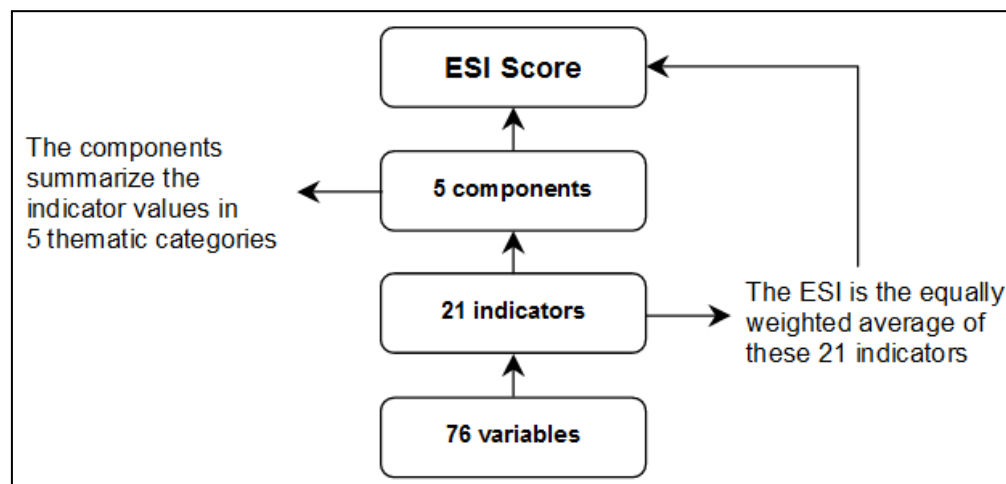 ESI Score
The components
summarize the
indicator values in
5 thematic categories
5 components
21 indicators
The ESI is the equally
weighted average of
these 21 indicators
76 variables